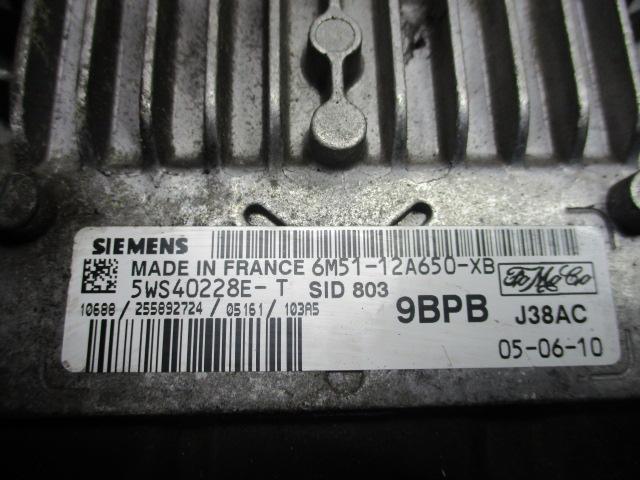 SIEMENS
MADE IN FRANCE 6M51-12A650-XB
5WS40228E-T SID 803
FoMoCo
10688 / 255892724 / 05161 / 103A5
9BPB J38AC
05-06-10